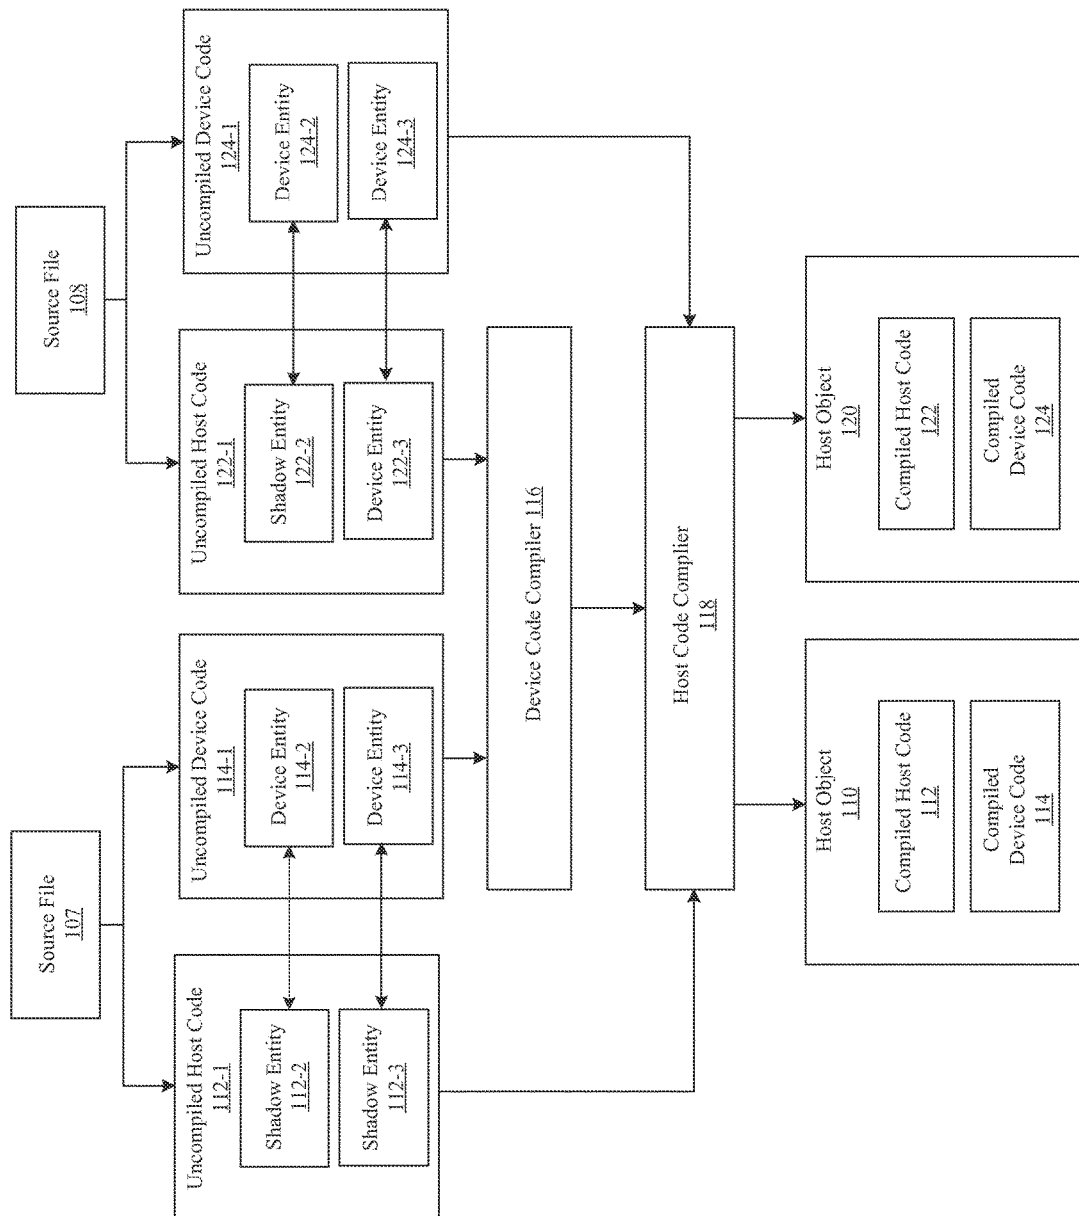 Source File
107
Source File
108
Uncompiled Host Code
112-1
Shadow Entity
112-2
Shadow Entity
112-3
Uncompiled Device Code
114-1
Device Entity
114-2
Device Entity
114-3
Uncompiled Host Code
122-1
Shadow Entity
122-2
Device Entity
122-3
Uncompiled Device Code
124-1
Device Entity
124-2
Device Entity
124-3
Device Code Compiler 116
Host Code Complier
118
Host Object
110
Compiled Host Code
112
Compiled
Device Code
114
Host Object
120
Compiled Host Code
122
Compiled
Device Code
124